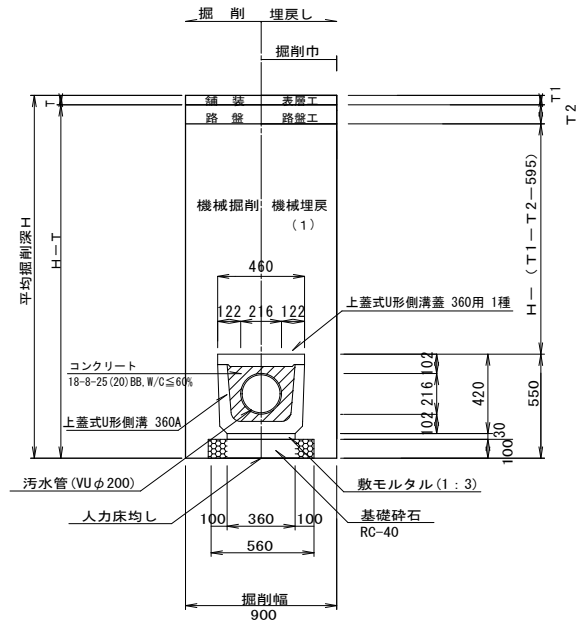 掘 削 埋戻し
掘削巾
T
舗 装 表層工
T1
路 盤 路盤工
T2
平均掘削深H
H-T
機械掘削 機械埋戻
(1)
H-(T1-T2-595)
460
122 216 122
上蓋式U形側溝蓋 360用 1種
コンクリート
18-8-25(20)BB,W/C≦60%
102
216
102
420
550
上蓋式U形側溝 360A
30
100
汚水管(VUφ200)
敷モルタル(1:3)
人力床均し
基礎砕石
RC-40
100 360 100
560
掘削幅
900